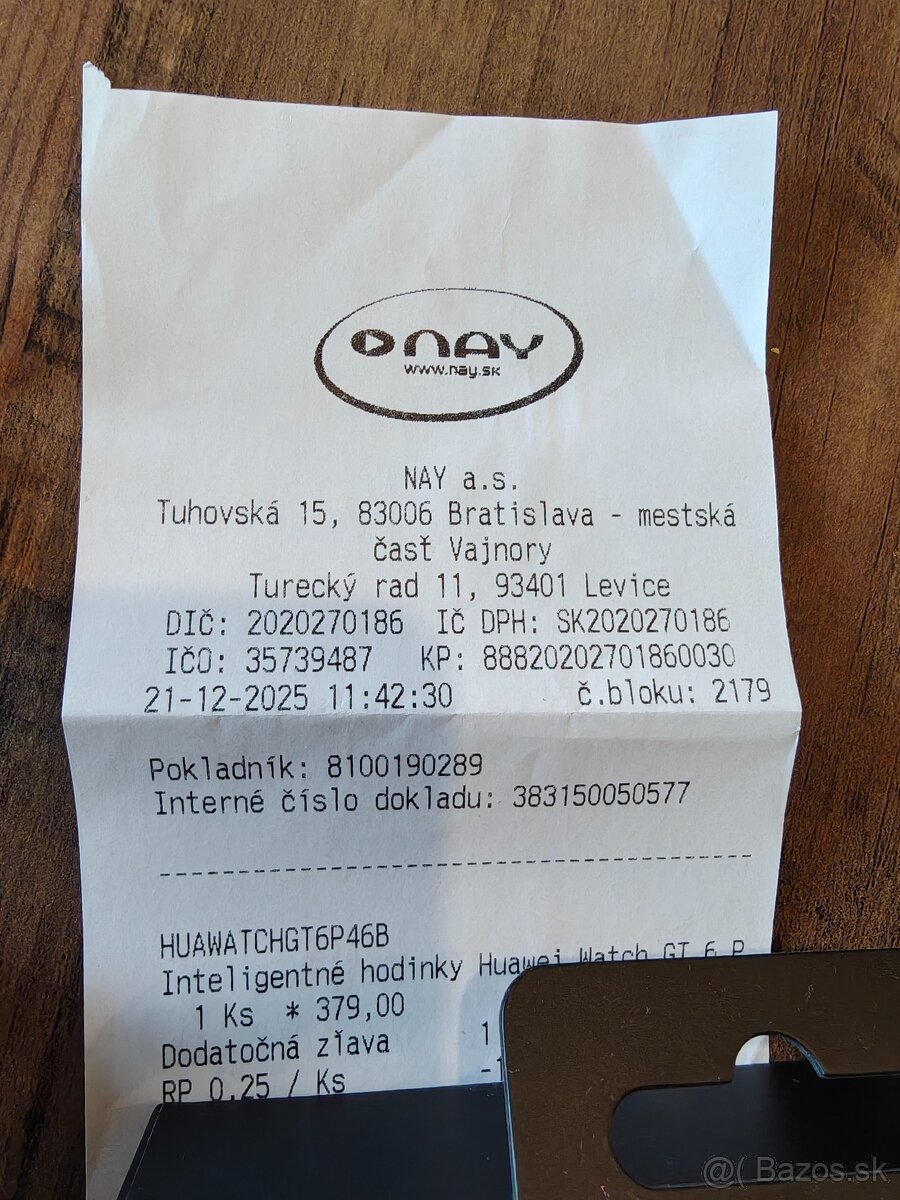 NAY
www.nay.sk
NAY a.s.
Tuhovská 15, 83006 Bratislava - mestská
časť Vajnory
Turecký rad 11, 93401 Levice
DIČ: 2020270186 IČ DPH: SK2020270186
IČO: 35739487 KP: 88820202701860030
21-12-2025 11:42:30 č.bloku: 2179
Pokladník: 8100190289
Interné číslo dokladu: 383150050577
HUAWATCHGT6P46B
Inteligentné hodinky Huawei Watch GT 6 P
1 Ks * 379,00
Dodatočná zľava 1
RP 0,25 / Ks
@( Bazos.sk